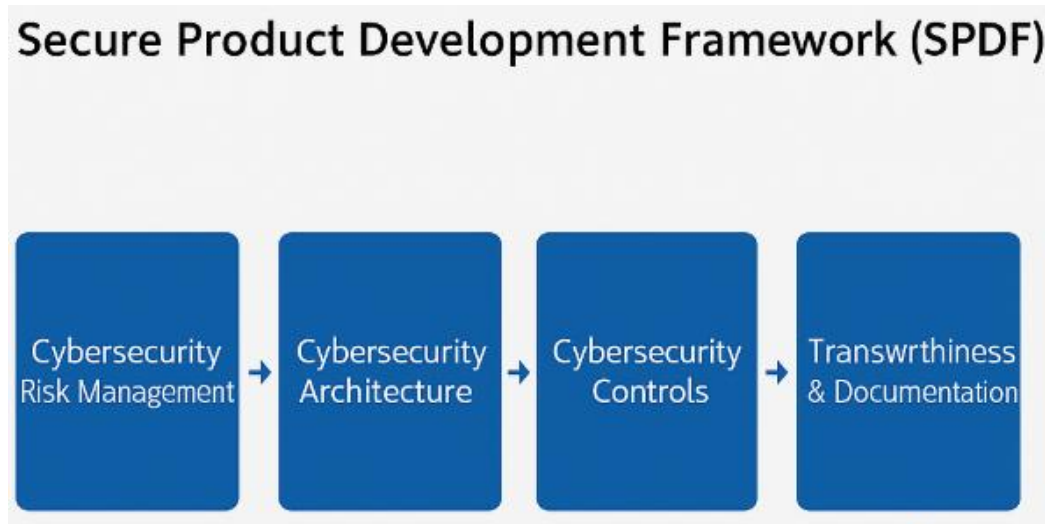 Secure Product Development Framework (SPDF)
Cybersecurity
Risk Management
Cybersecurity
Architecture
Cybersecurity
Controls
Transwrthiness
& Documentation